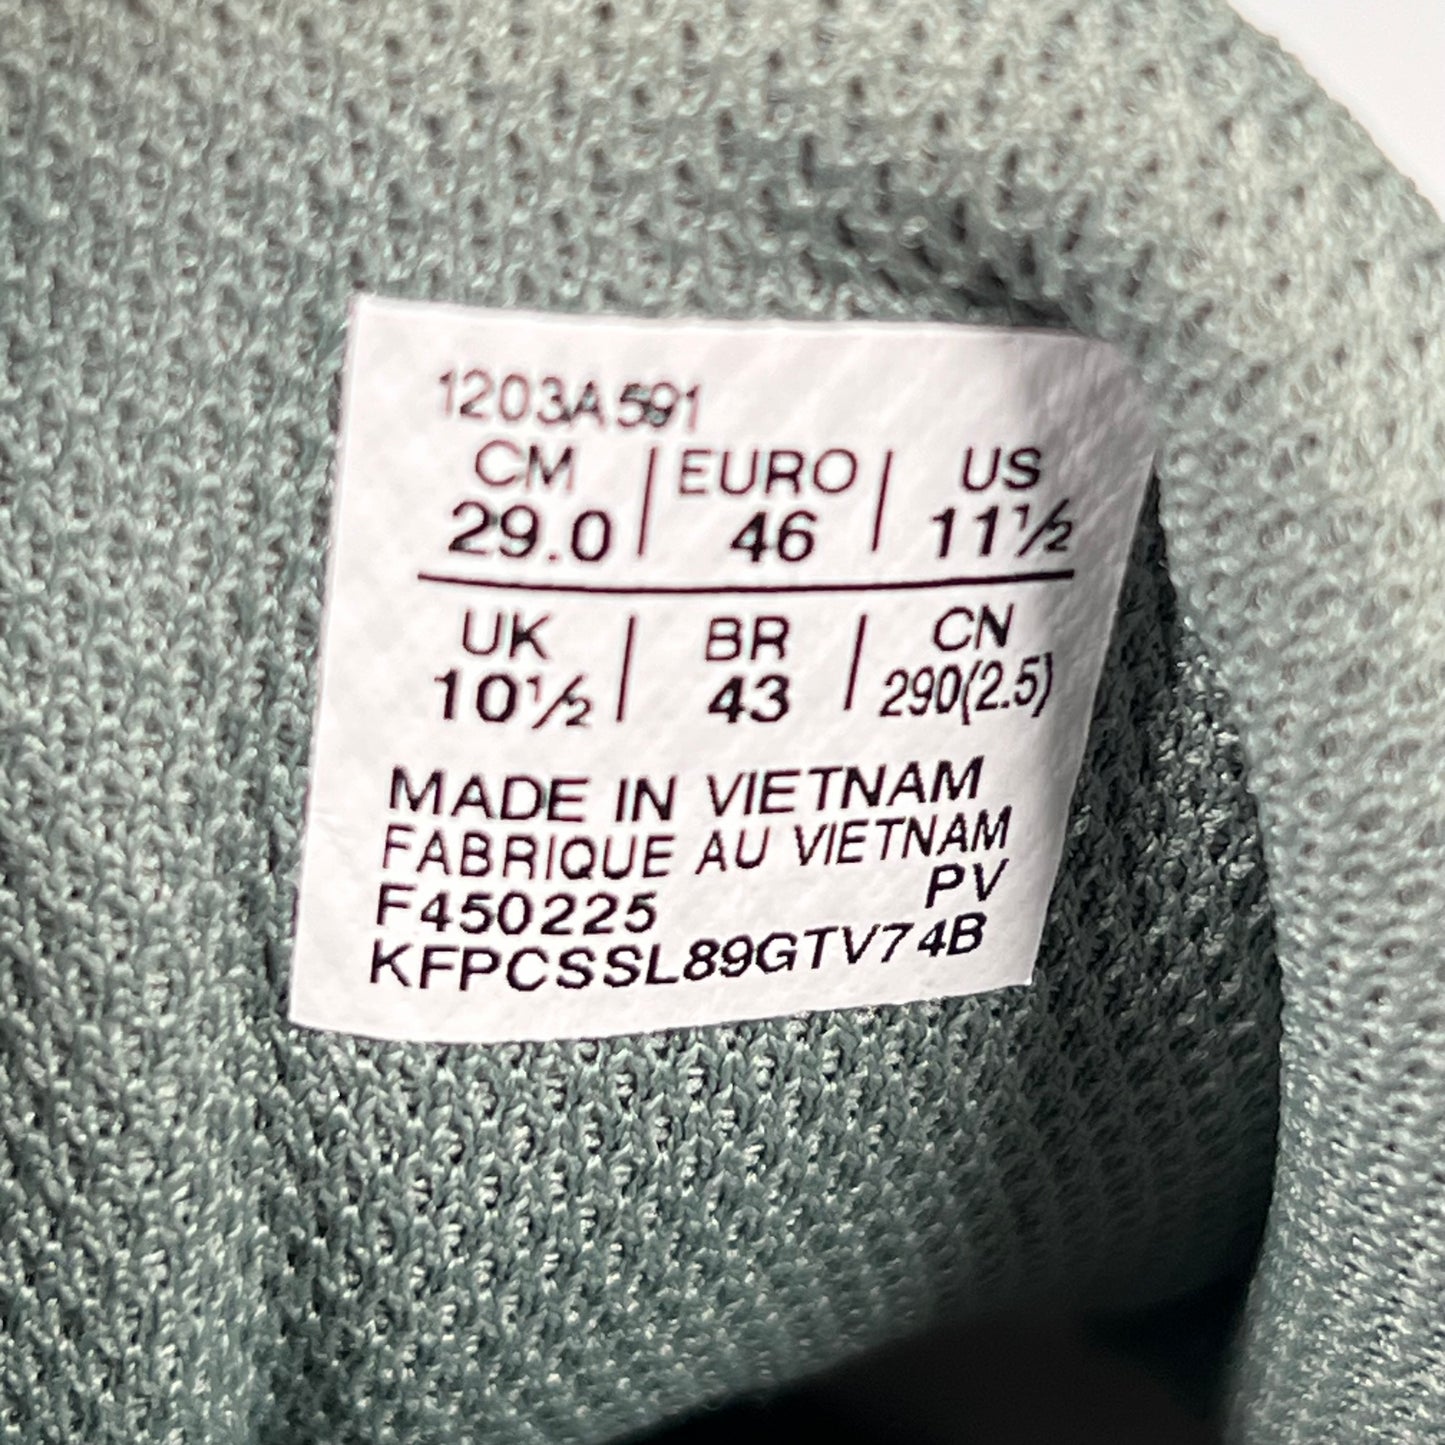 1203A591
CM | EURO | US
29.0 | 46 | 11½
UK | BR | CN
10½ | 43 | 290(2.5)
MADE IN VIETNAM
FABRIQUE AU VIETNAM
F450225 PV
KFPCSSL89GTV74B